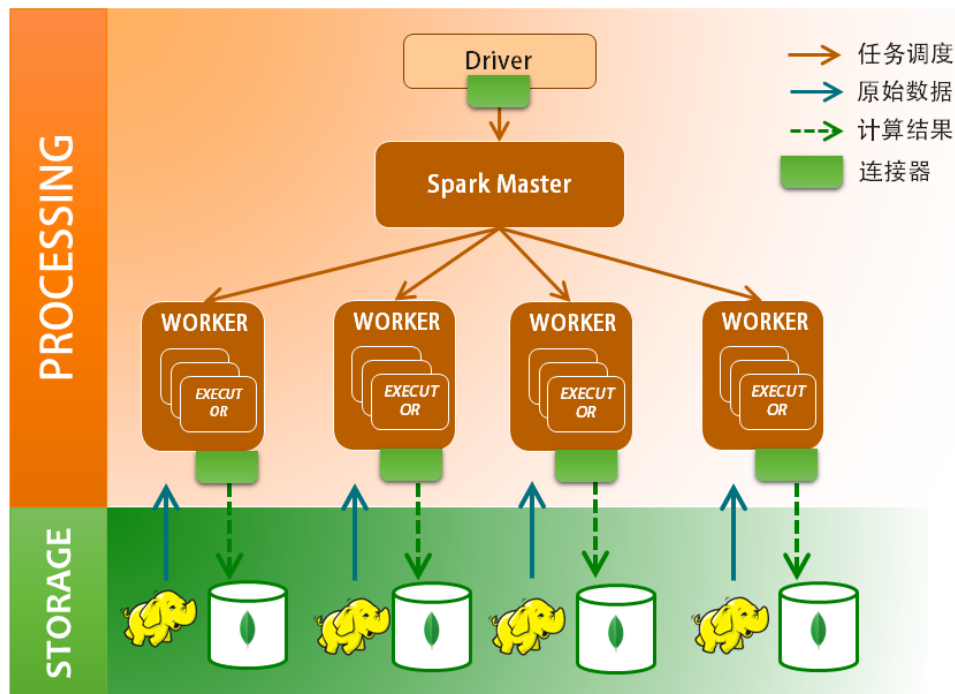 Driver
任务调度
原始数据
计算结果
连接器
Spark Master
PROCESSING
WORKER
EXECUT
OR
WORKER
EXECUT
OR
WORKER
EXECUT
OR
WORKER
EXECUT
OR
STORAGE